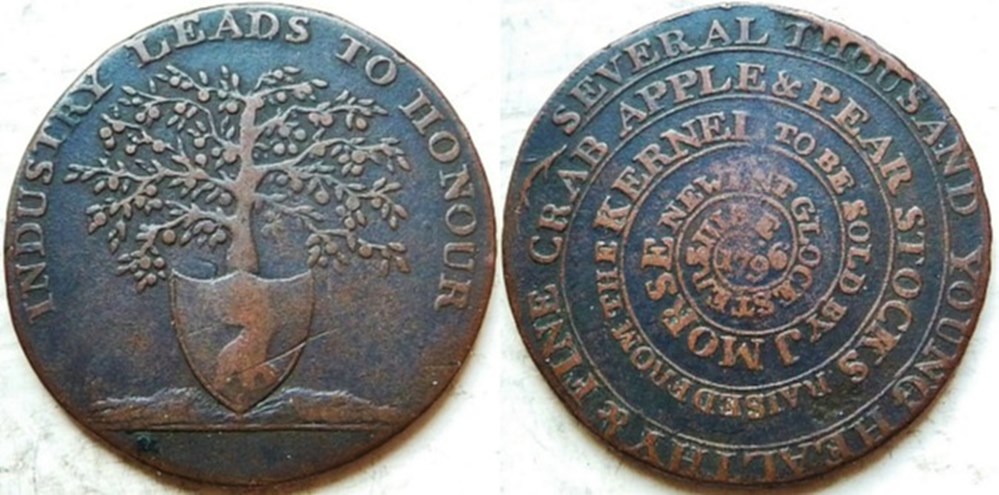 INDUSTRY LEADS TO HONOUR
SEVERAL THOUSAND YOUNG HEALTHY & FINE CRAB
APPLE & PEAR STOCKS RAISED FROM THE
KERNEL TO BE SOLD BY J MORSE
NEWENT GLOCESTERSHIRE
1796